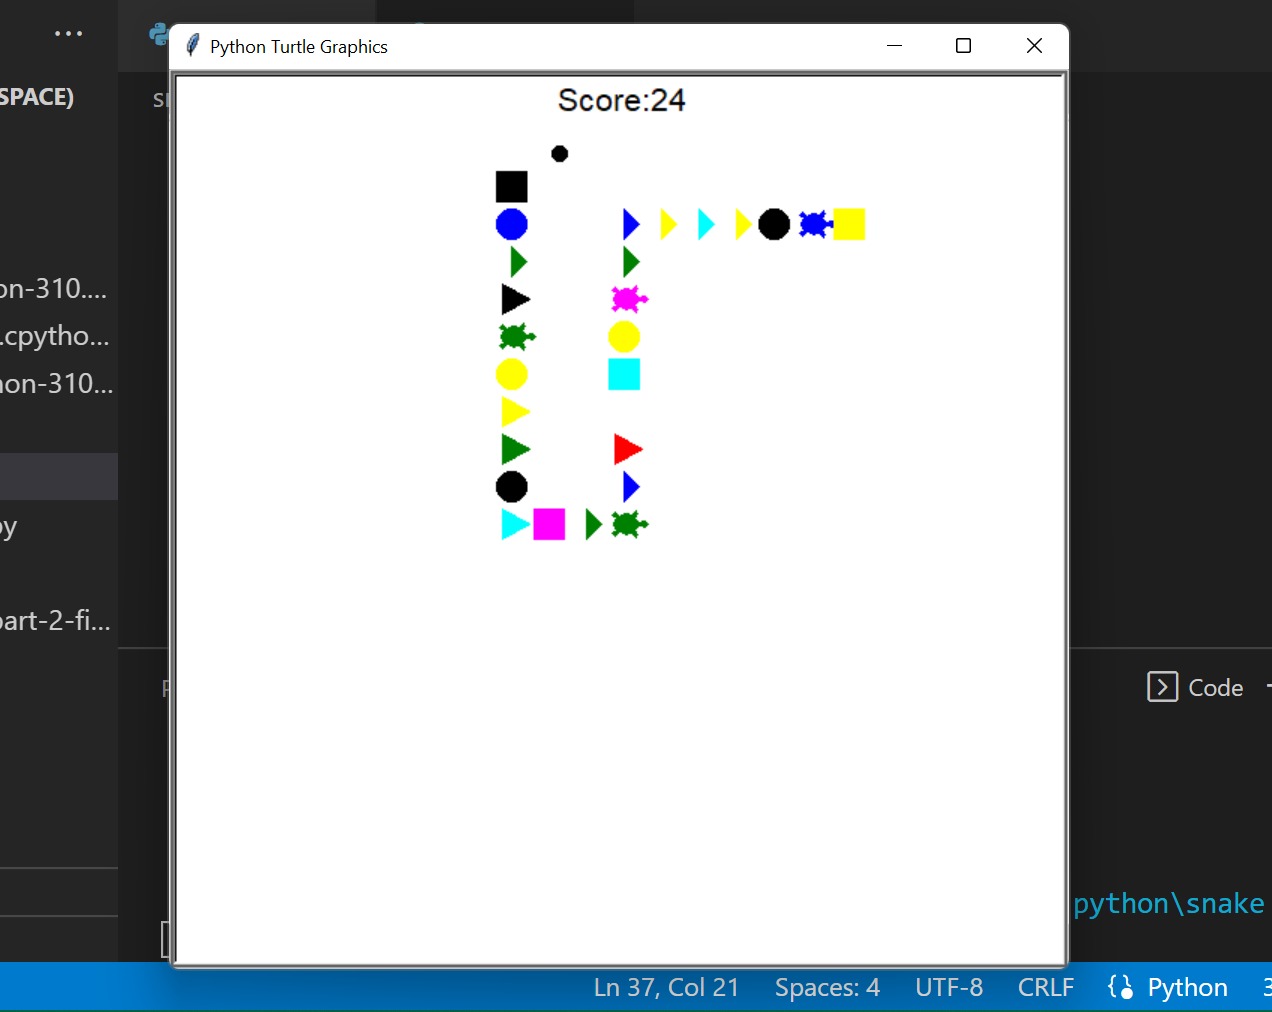 Python Turtle Graphics
SPACE)
Score:24
on-310....
.cpytho...
non-310...
py
part-2-fi...
Code
python\snake
Ln 37, Col 21
Spaces: 4
UTF-8
CRLF
Python